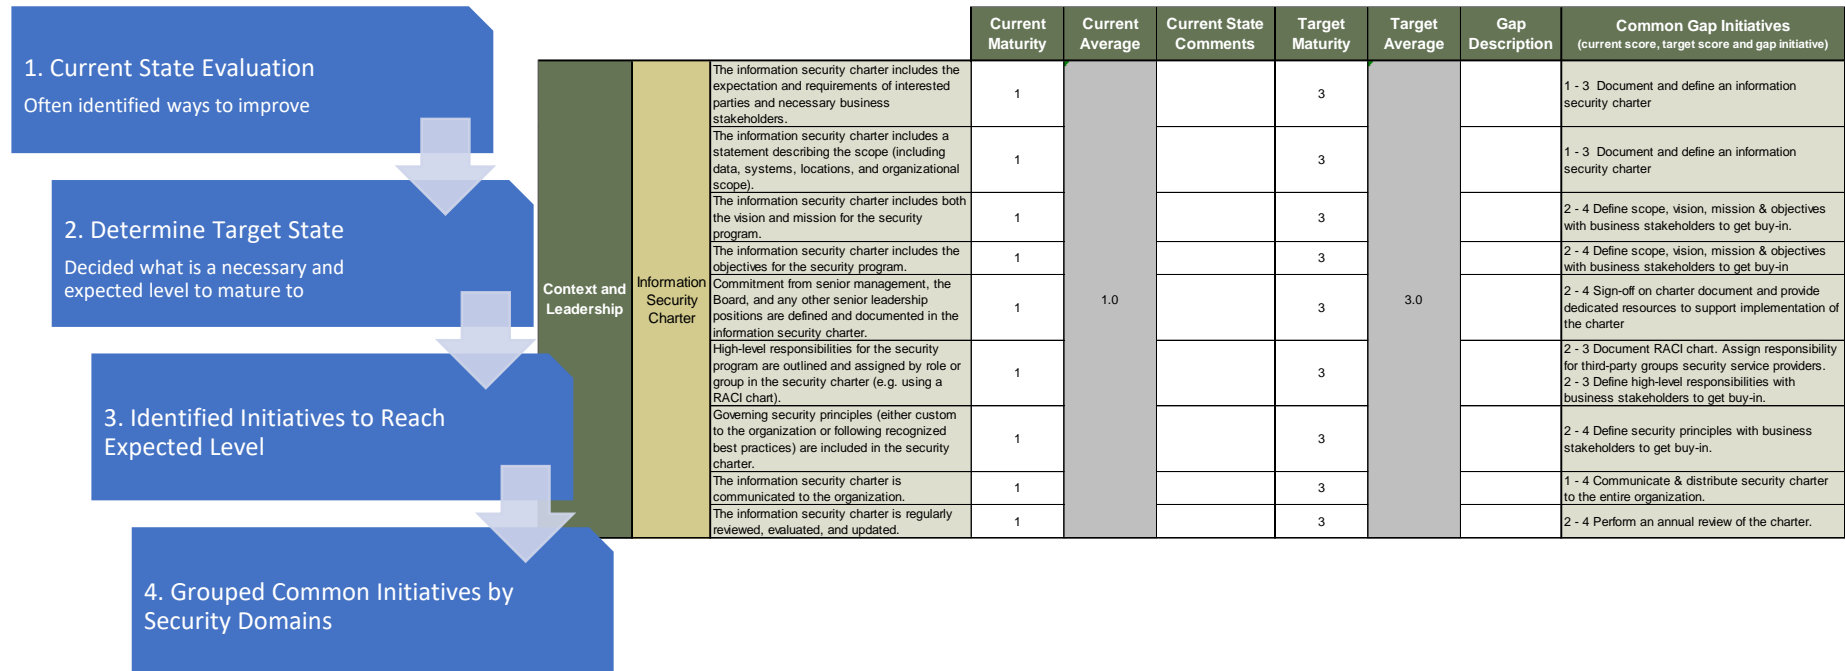 1. Current State Evaluation
Often identified ways to improve
2. Determine Target State
Decided what is a necessary and
expected level to mature to
3. Identified Initiatives to Reach
Expected Level
4. Grouped Common Initiatives by
Security Domains
Current
Maturity
Current
Average
Current State
Comments
Target
Maturity
Target
Average
Gap
Description
Common Gap Initiatives
(current score, target score and gap initiative)
Context and
Leadership
Information
Security
Charter
The information security charter includes the
expectation and requirements of interested
parties and necessary business
stakeholders.
1
1.0
3
3.0
1 - 3  Document and define an information
security charter
The information security charter includes a
statement describing the scope (including
data, systems, locations, and organizational
scope).
1
3
1 - 3  Document and define an information
security charter
The information security charter includes both
the vision and mission for the security
program.
1
3
2 - 4 Define scope, vision, mission & objectives
with business stakeholders to get buy-in.
The information security charter includes the
objectives for the security program.
1
3
2 - 4 Define scope, vision, mission & objectives
with business stakeholders to get buy-in
Commitment from senior management, the
Board, and any other senior leadership
positions are defined and documented in the
information security charter.
1
3
2 - 4 Sign-off on charter document and provide
dedicated resources to support implementation of
the charter
High-level responsibilities for the security
program are outlined and assigned by role or
group in the security charter (e.g. using a
RACI chart).
1
3
2 - 3 Document RACI chart. Assign responsibility
for third-party groups security service providers.
2 - 3 Define high-level responsibilities with
business stakeholders to get buy-in.
Governing security principles (either custom
to the organization or following recognized
best practices) are included in the security
charter.
1
3
2 - 4 Define security principles with business
stakeholders to get buy-in.
The information security charter is
communicated to the organization.
1
3
1 - 4 Communicate & distribute security charter
to the entire organization.
The information security charter is regularly
reviewed, evaluated, and updated.
1
3
2 - 4 Perform an annual review of the charter.